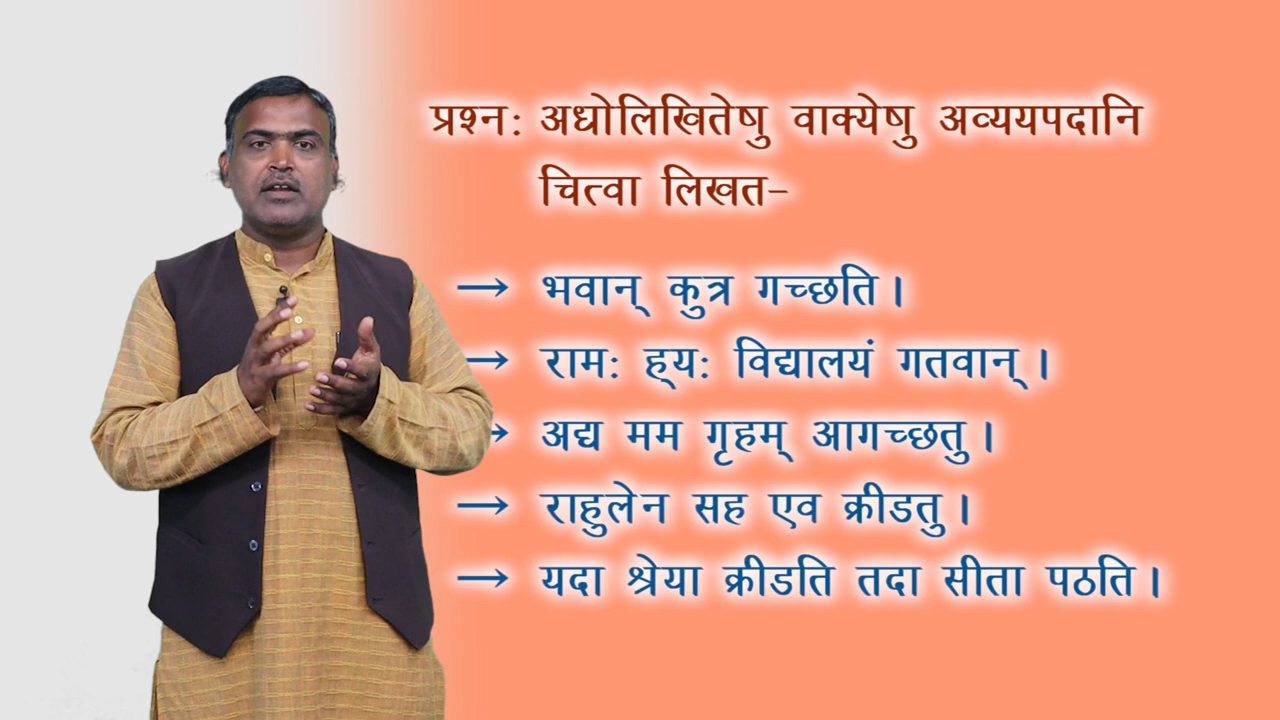 प्रश्न: अधोलिखितेषु वाक्येषु अव्ययपदानि
चित्वा लिखत-
→ भवान् कुत्र गच्छति।
→ रामः ह्यः विद्यालयं गतवान्।
→ अद्य मम गृहम् आगच्छतु।
→ राहुलेन सह एव क्रीडतु।
→ यदा श्रेया क्रीडति तदा सीता पठति।